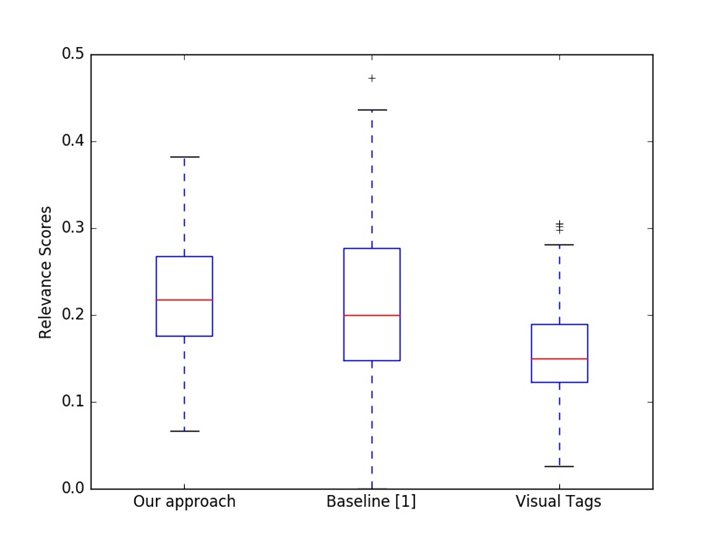 0.5
0.4
0.3
0.2
0.1
0.0
Relevance Scores
Our approach
Baseline [1]
Visual Tags